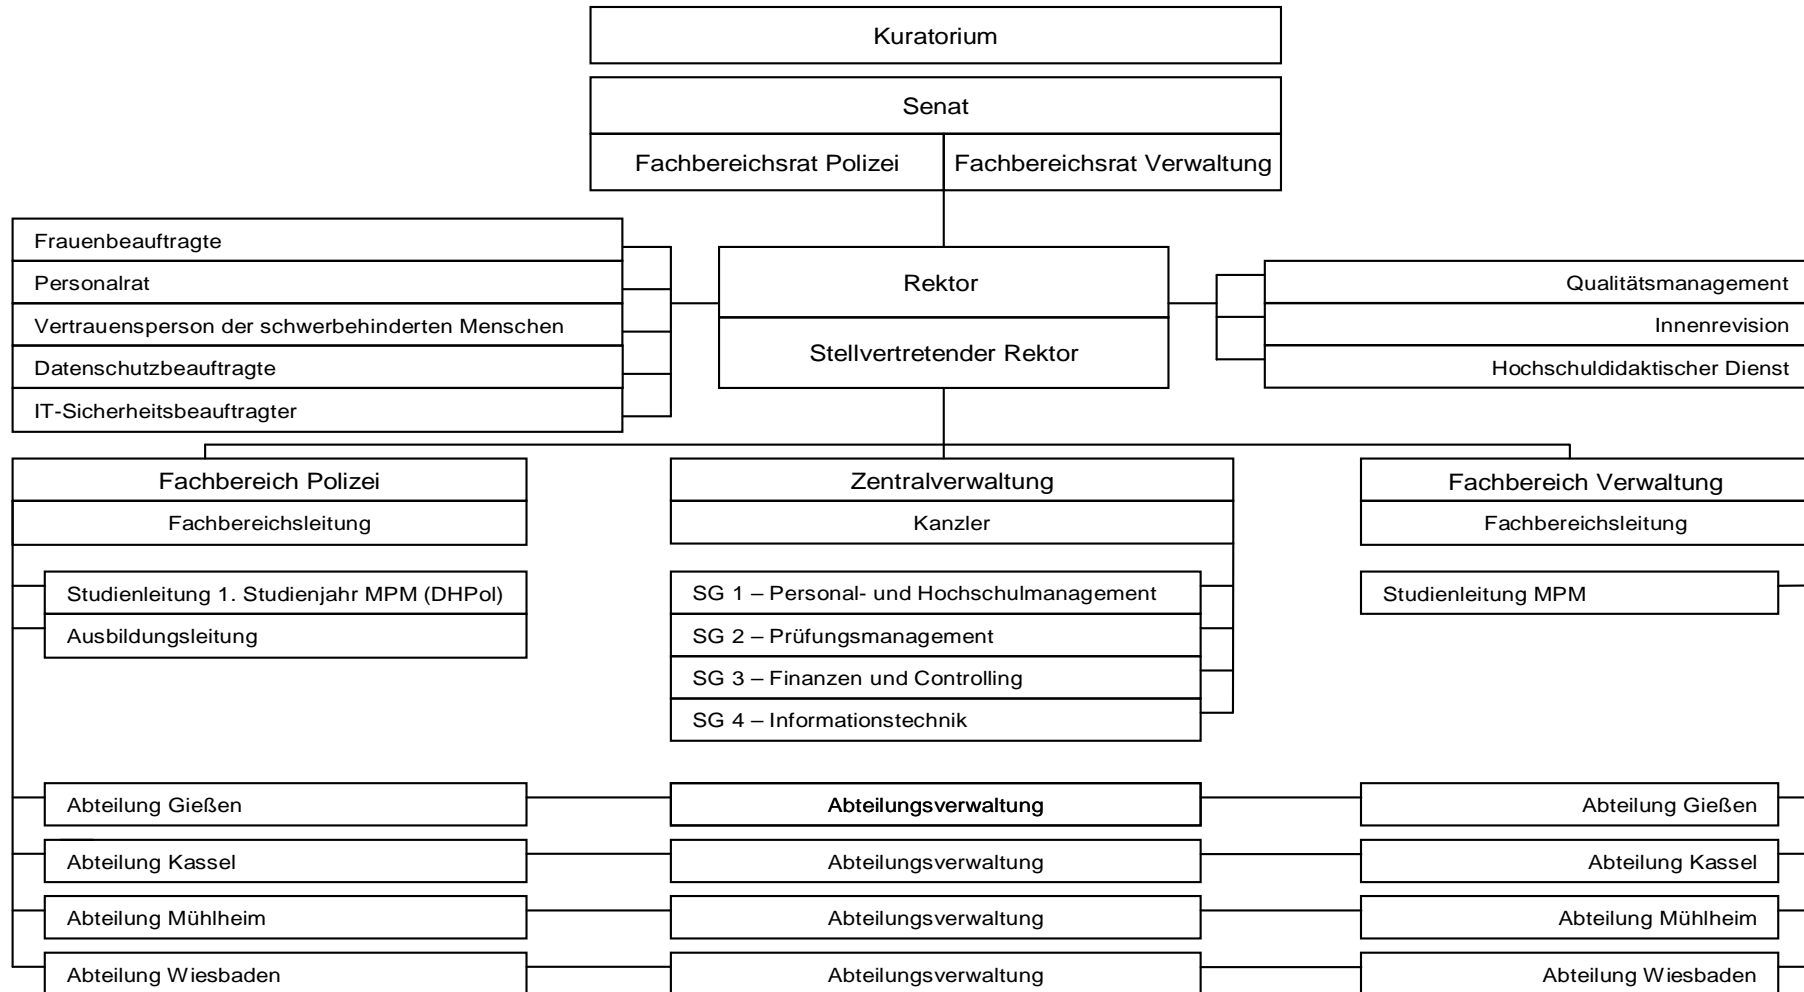 Kuratorium
Senat
Fachbereichsrat Polizei
Fachbereichsrat Verwaltung
Frauenbeauftragte
Personalrat
Vertrauensperson der schwerbehinderten Menschen
Datenschutzbeauftragte
IT-Sicherheitsbeauftragter
Rektor
Stellvertretender Rektor
Qualitätsmanagement
Innenrevision
Hochschuldidaktischer Dienst
Fachbereich Polizei
Fachbereichsleitung
Studienleitung 1. Studienjahr MPM (DHPol)
Ausbildungsleitung
Zentralverwaltung
Kanzler
SG 1 – Personal- und Hochschulmanagement
SG 2 – Prüfungsmanagement
SG 3 – Finanzen und Controlling
SG 4 – Informationstechnik
Fachbereich Verwaltung
Fachbereichsleitung
Studienleitung MPM
Abteilung Gießen
Abteilungsverwaltung
Abteilung Gießen
Abteilung Kassel
Abteilungsverwaltung
Abteilung Kassel
Abteilung Mühlheim
Abteilungsverwaltung
Abteilung Mühlheim
Abteilung Wiesbaden
Abteilungsverwaltung
Abteilung Wiesbaden